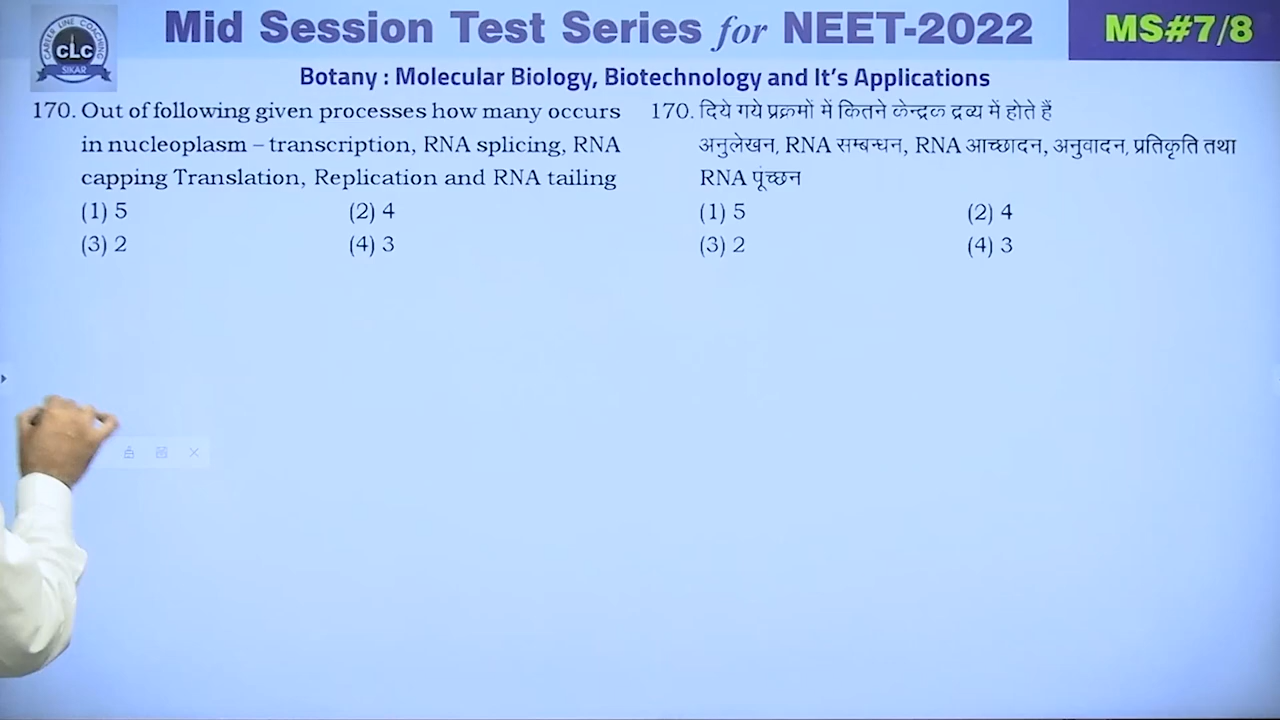 Mid Session Test Series for NEET-2022
MS#7/8
CAREER LINE COACHING
CLC
SIKAR
Botany : Molecular Biology, Biotechnology and It's Applications
170. Out of following given processes how many occurs
in nucleoplasm – transcription, RNA splicing, RNA
capping Translation, Replication and RNA tailing
(1) 5 (2) 4
(3) 2 (4) 3
170. दिये गये प्रक्रमों में कितने केन्द्रक द्रव्य में होते हैं
अनुलेखन, RNA सम्बन्धन, RNA आच्छादन, अनुवादन, प्रतिकृति तथा
RNA पूंच्छन
(1) 5 (2) 4
(3) 2 (4) 3